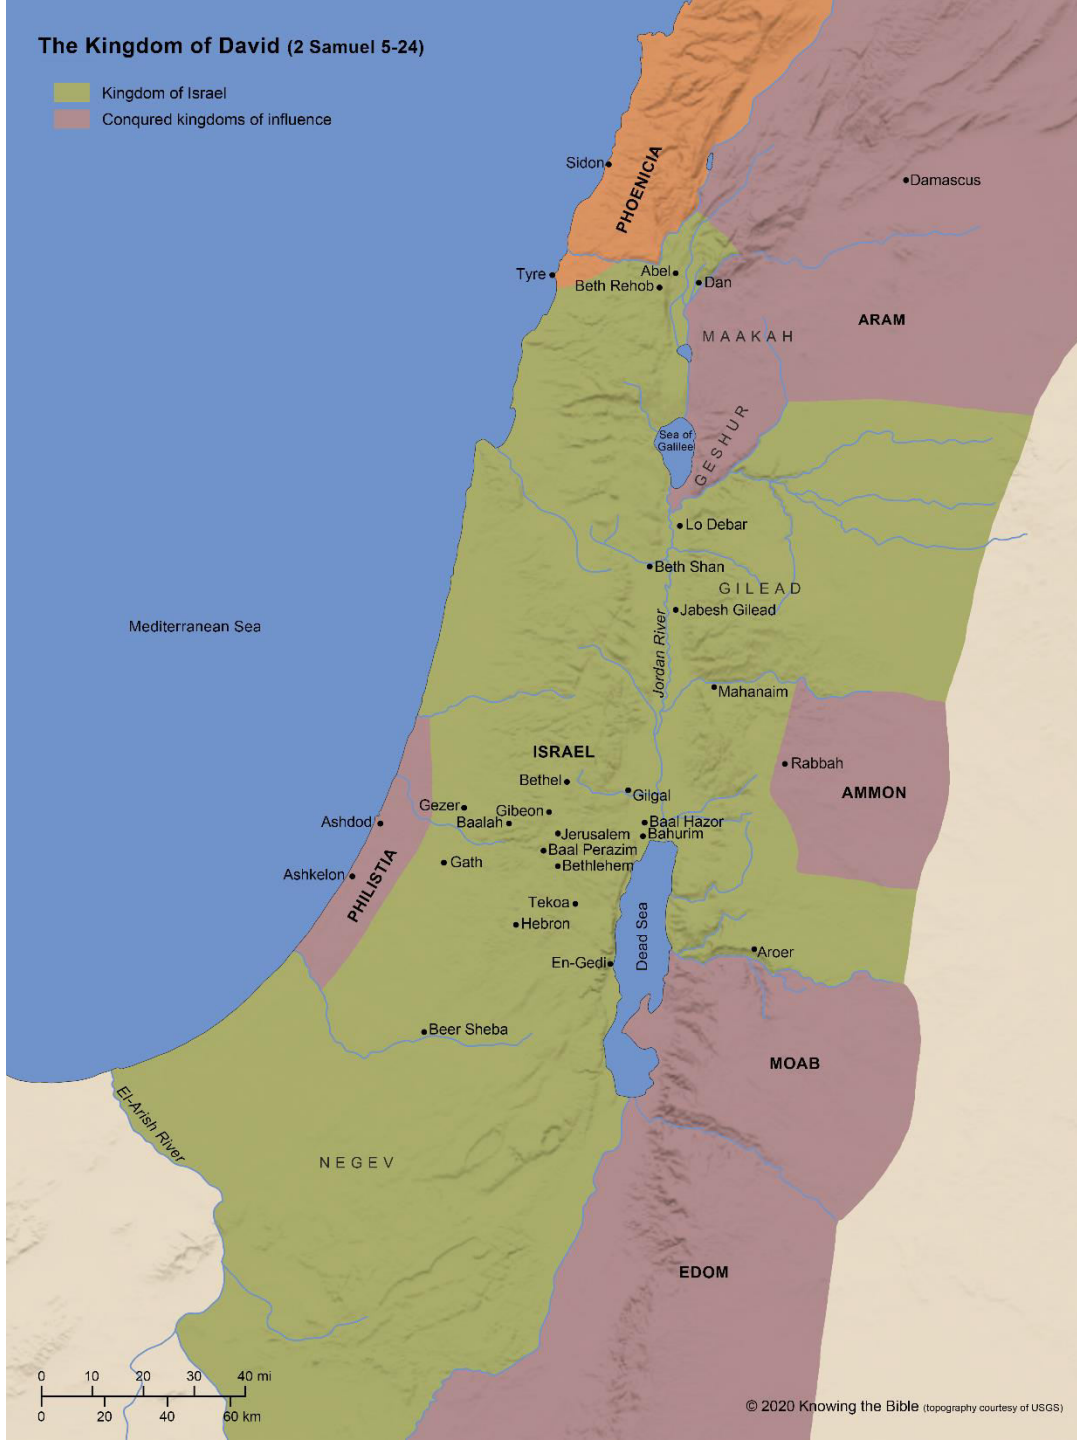 The Kingdom of David (2 Samuel 5-24)
Kingdom of Israel
Conqured kingdoms of influence
Sidon
PHOENICIA
Damascus
Tyre
Abel
Beth Rehob
Dan
ARAM
MAAKAH
GESHUR
Sea of
Galilee
Lo Debar
Beth Shan
GILEAD
Jabesh Gilead
Mediterranean Sea
Jordan River
Mahanaim
ISRAEL
Rabbah
Bethel
Gilgal
AMMON
Gezer
Gibeon
Ashdod
Baalah
Baal Hazor
Jerusalem
Bahurim
Baal Perazim
Gath
Bethlehem
Ashkelon
PHILISTIA
Tekoa
Hebron
Dead Sea
Aroer
En-Gedi
Beer Sheba
MOAB
El-Arish River
NEGEV
EDOM
0 10 20 30 40 mi
0 20 40 60 km
© 2020 Knowing the Bible (topography courtesy of USGS)